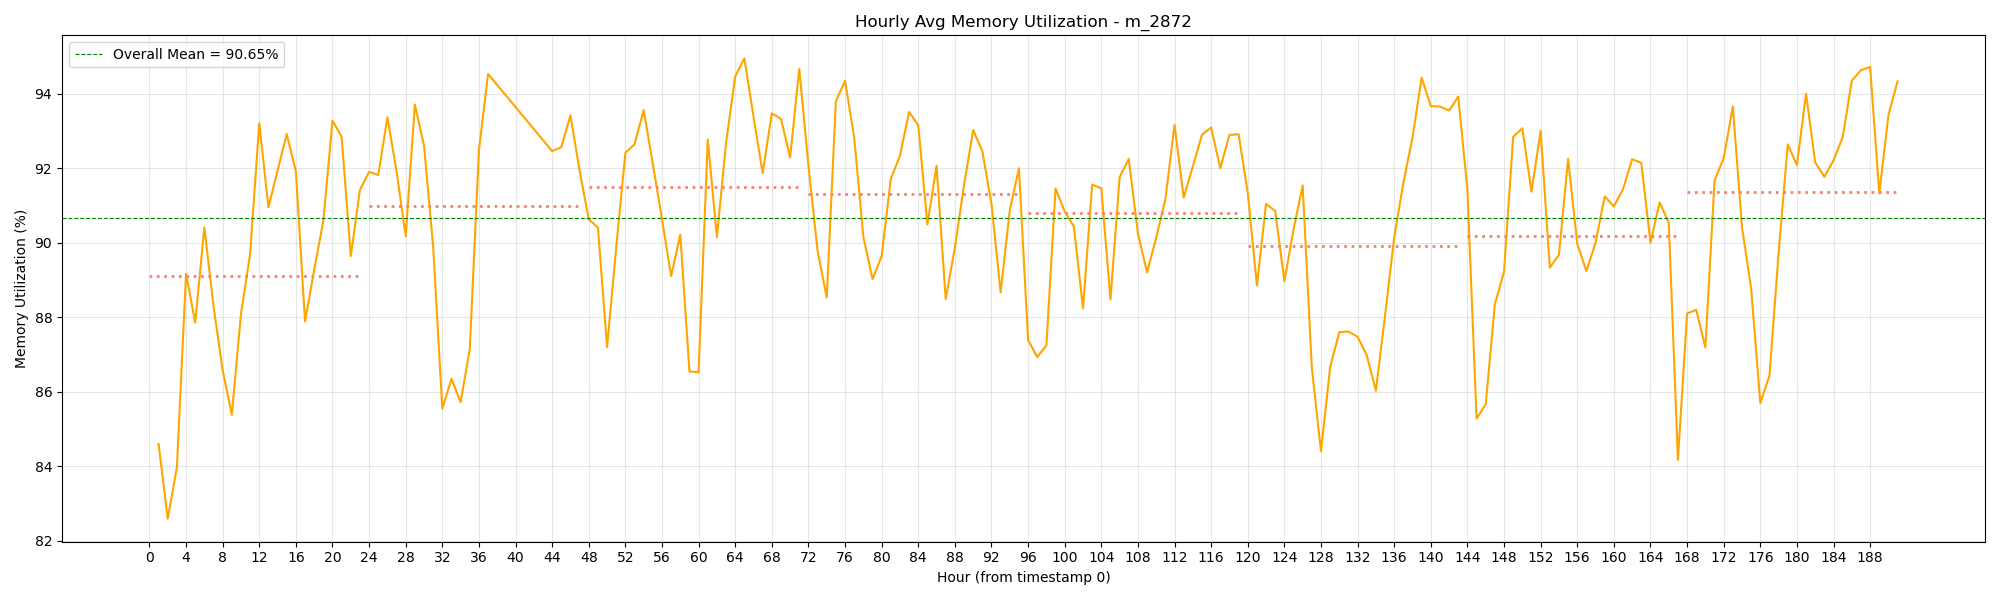 Hourly Avg Memory Utilization - m_2872
Overall Mean = 90.65%
Memory Utilization (%)
94
92
90
88
86
84
82
0 4 8 12 16 20 24 28 32 36 40 44 48 52 56 60 64 68 72 76 80 84 88 92 96 100 104 108 112 116 120 124 128 132 136 140 144 148 152 156 160 164 168 172 176 180 184 188
Hour (from timestamp 0)